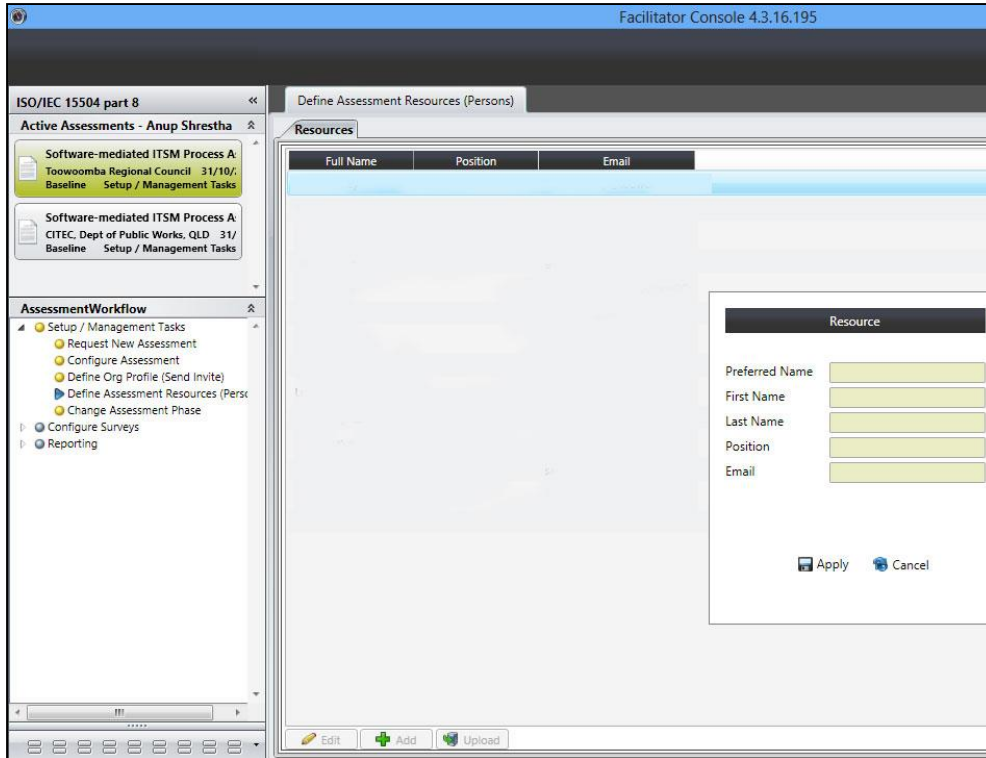 Facilitator Console 4.3.16.195
ISO/IEC 15504 part 8
Active Assessments - Anup Shrestha
Software-mediated ITSM Process A
Toowoomba Regional Council 31/10/
Baseline Setup / Management Tasks
Software-mediated ITSM Process A
CITEC, Dept of Public Works, QLD 31/
Baseline Setup / Management Tasks
AssessmentWorkflow
Setup / Management Tasks
Request New Assessment
Configure Assessment
Define Org Profile (Send Invite)
Define Assessment Resources (Perso
Change Assessment Phase
Configure Surveys
Reporting
Define Assessment Resources (Persons)
Resources
Full Name Position Email
Resource
Preferred Name
First Name
Last Name
Position
Email
Apply Cancel
Edit Add Upload